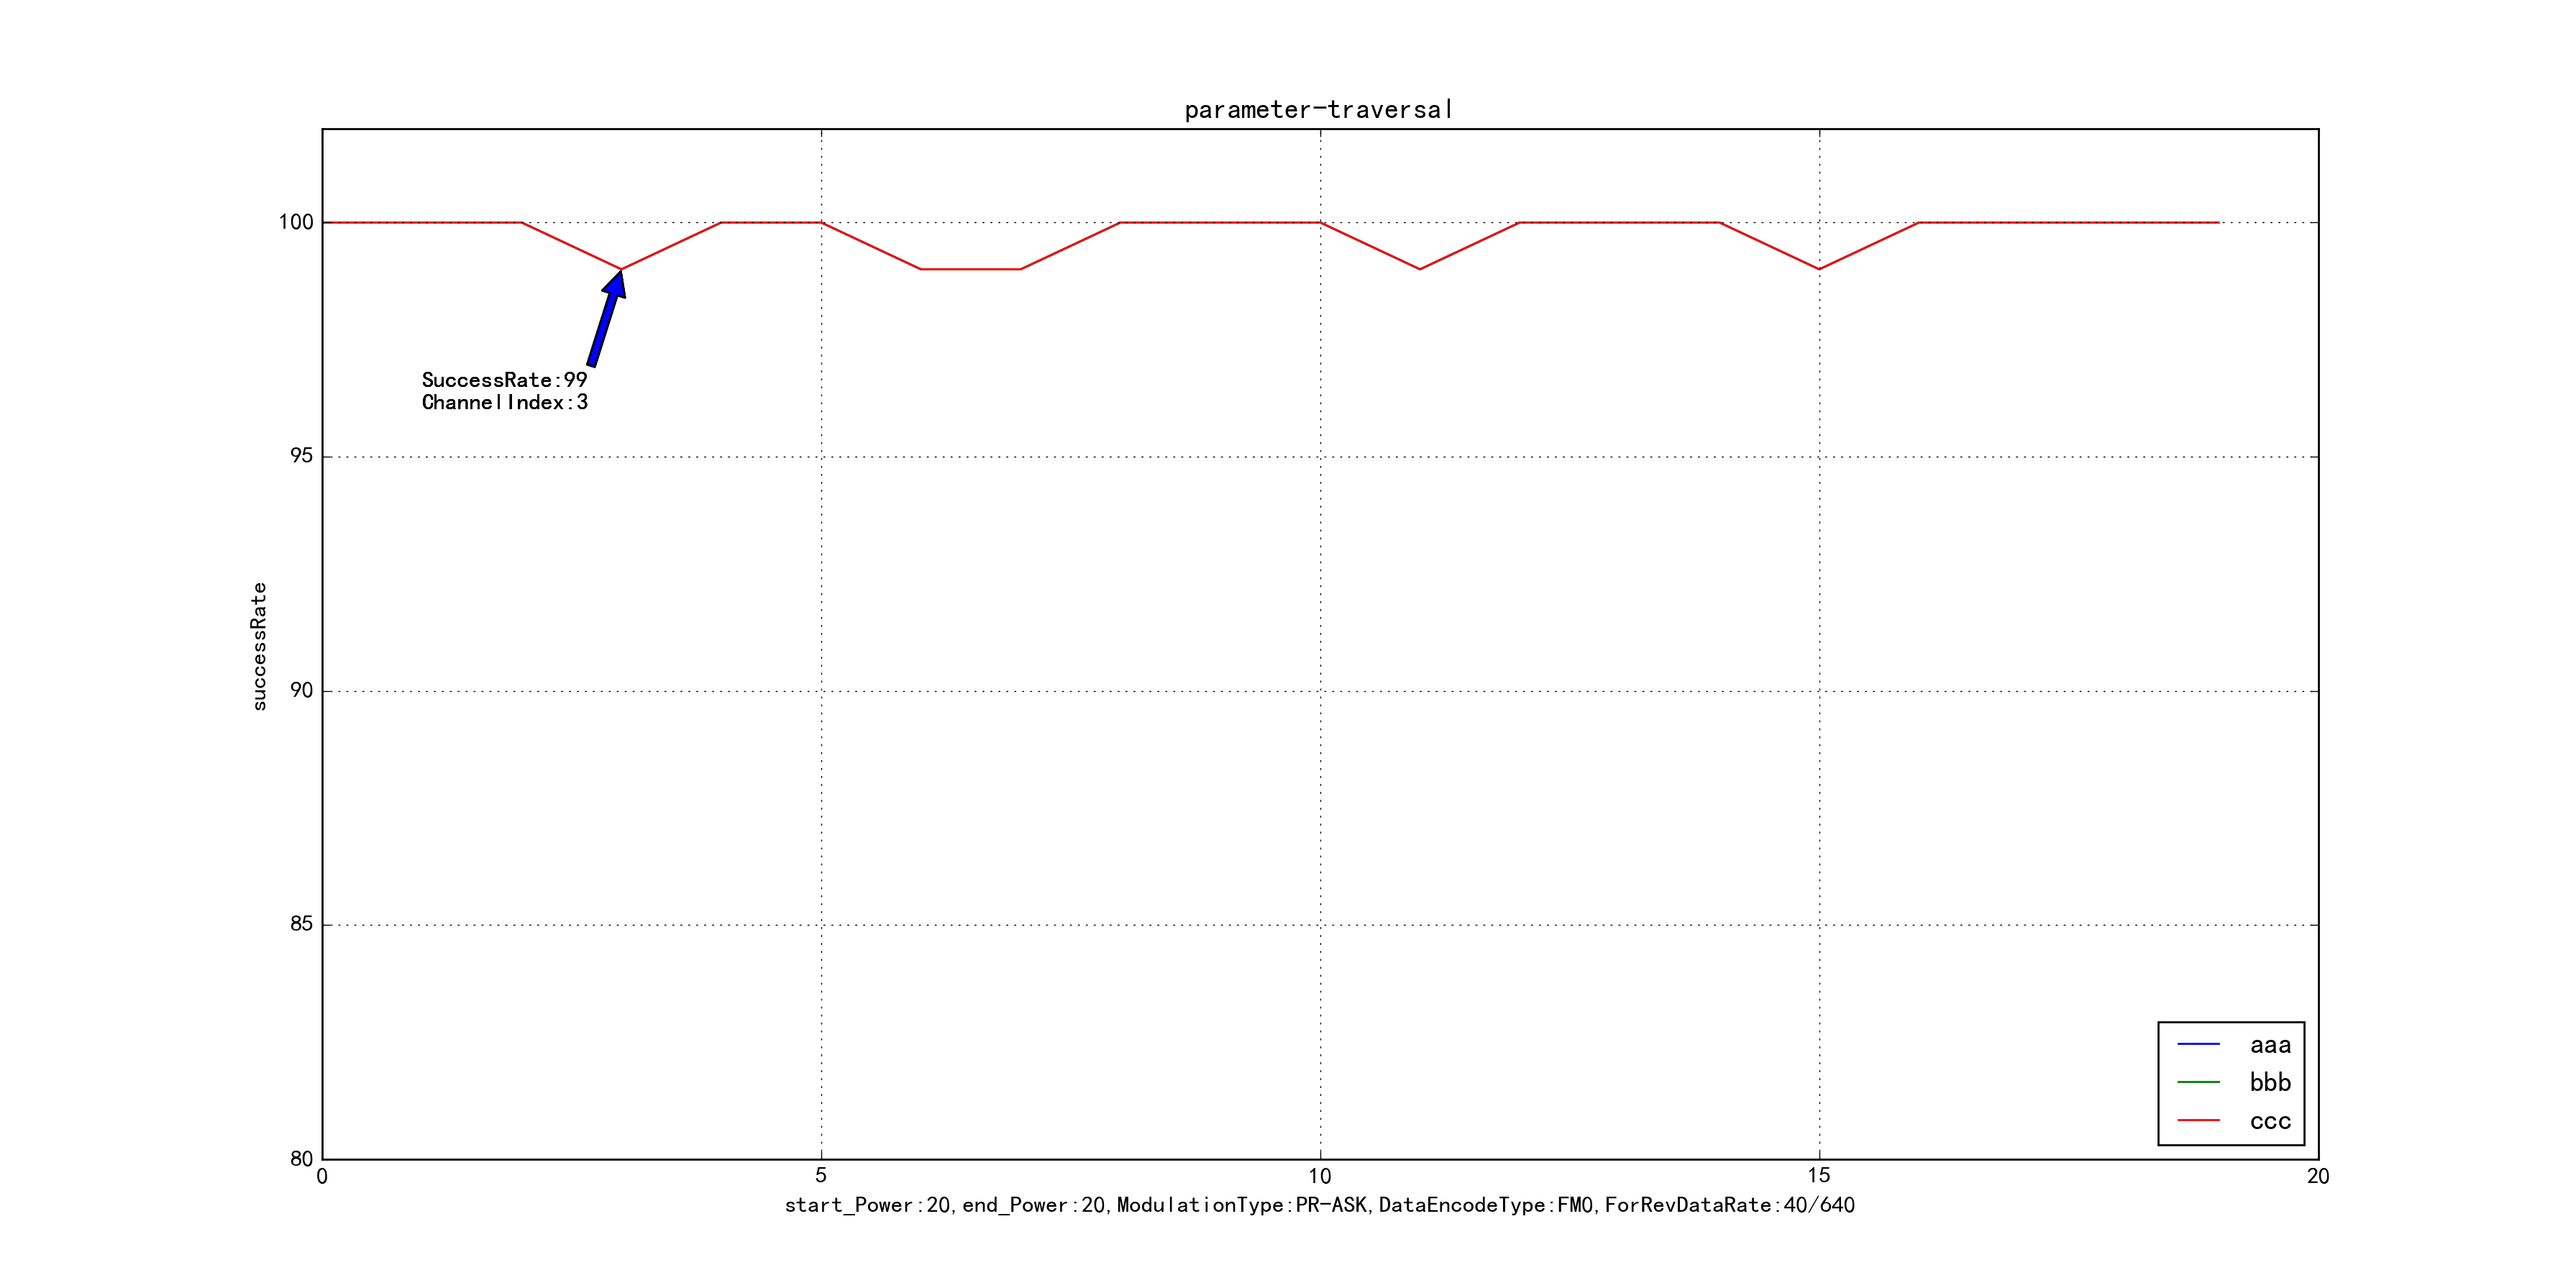 parameter-traversal
100
95
90
85
80
successRate
SuccessRate:99
ChannelIndex:3
aaa
bbb
ccc
0 5 10 15 20
start_Power:20,end_Power:20,ModulationType:PR-ASK,DataEncodeType:FM0,ForRevDataRate:40/640